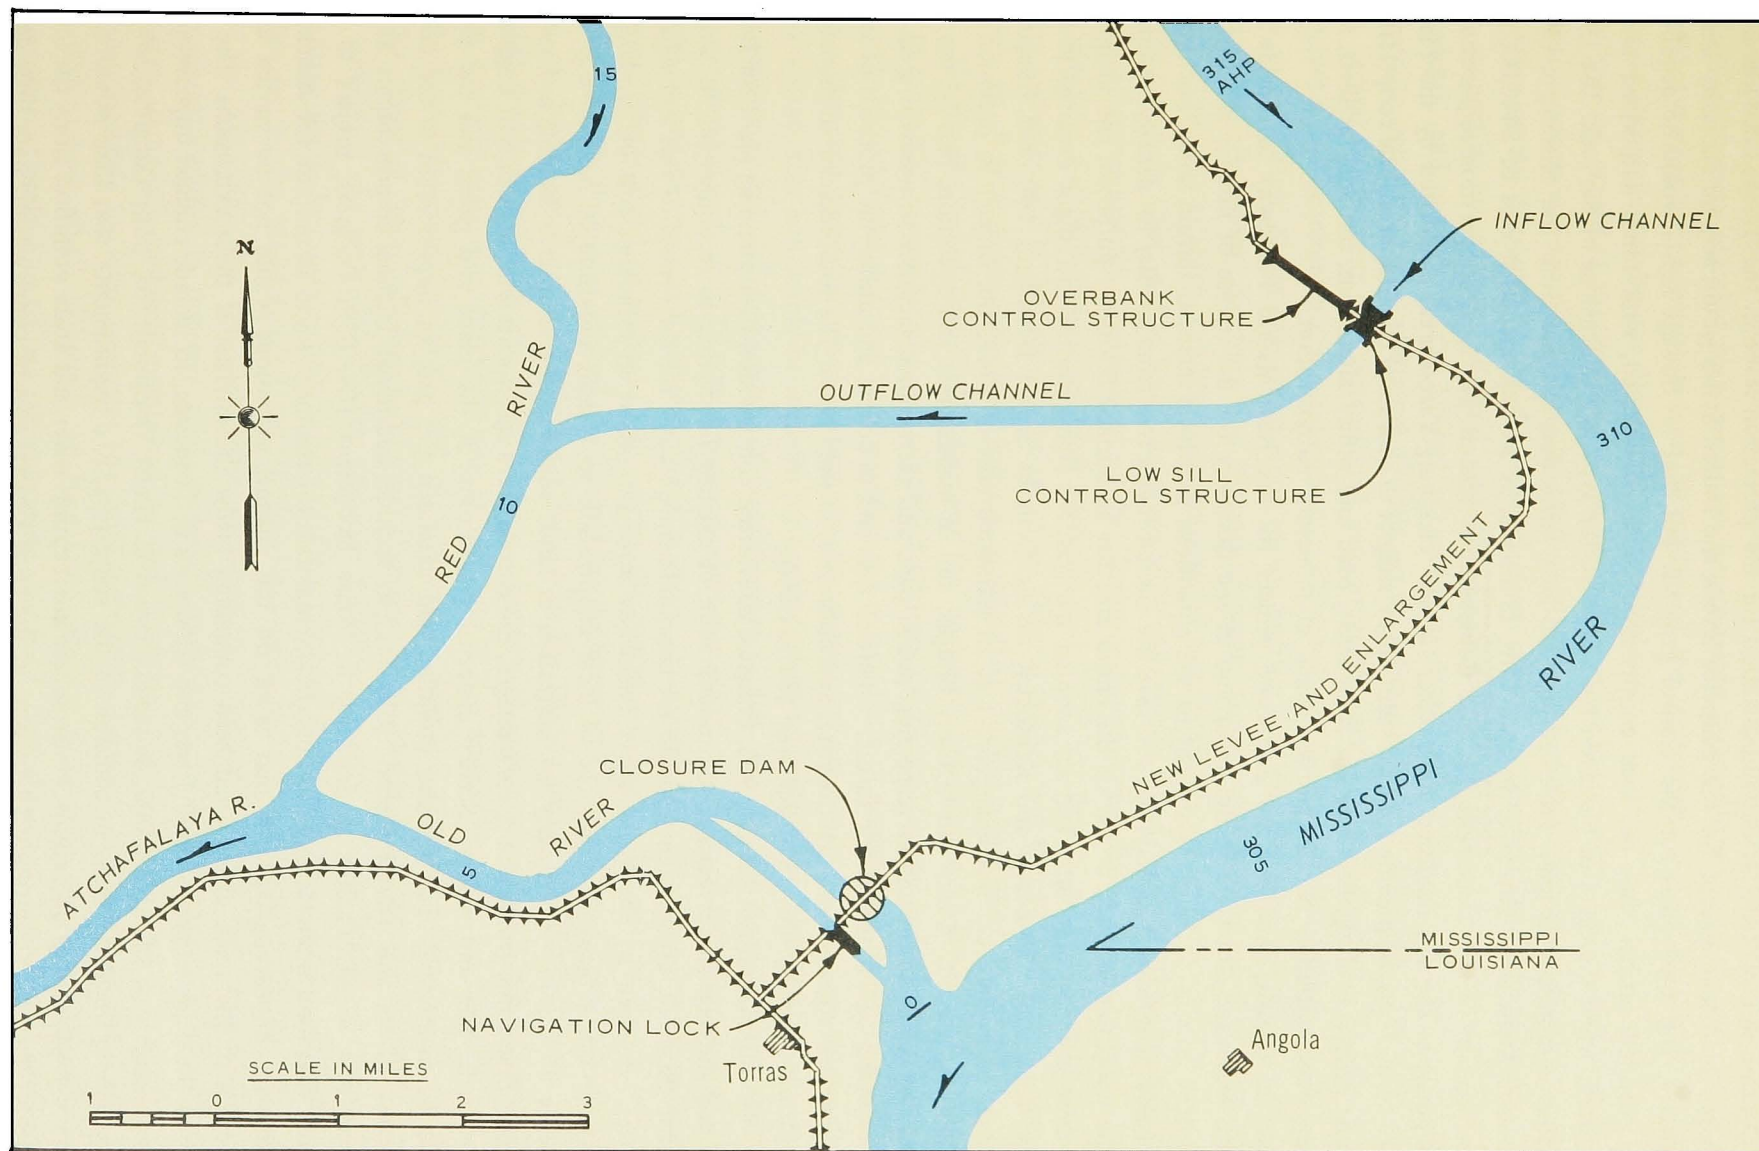 15
315
AHP
N
INFLOW CHANNEL
OVERBANK
CONTROL STRUCTURE
RIVER
OUTFLOW CHANNEL
310
LOW SILL
CONTROL STRUCTURE
10
RED
NEW LEVEE AND ENLARGEMENT
RIVER
CLOSURE DAM
MISSISSIPPI
ATCHAFALAYA R.
OLD
RIVER
5
305
MISSISSIPPI
LOUISIANA
0
NAVIGATION LOCK
Torras
Angola
SCALE IN MILES
1 0 1 2 3